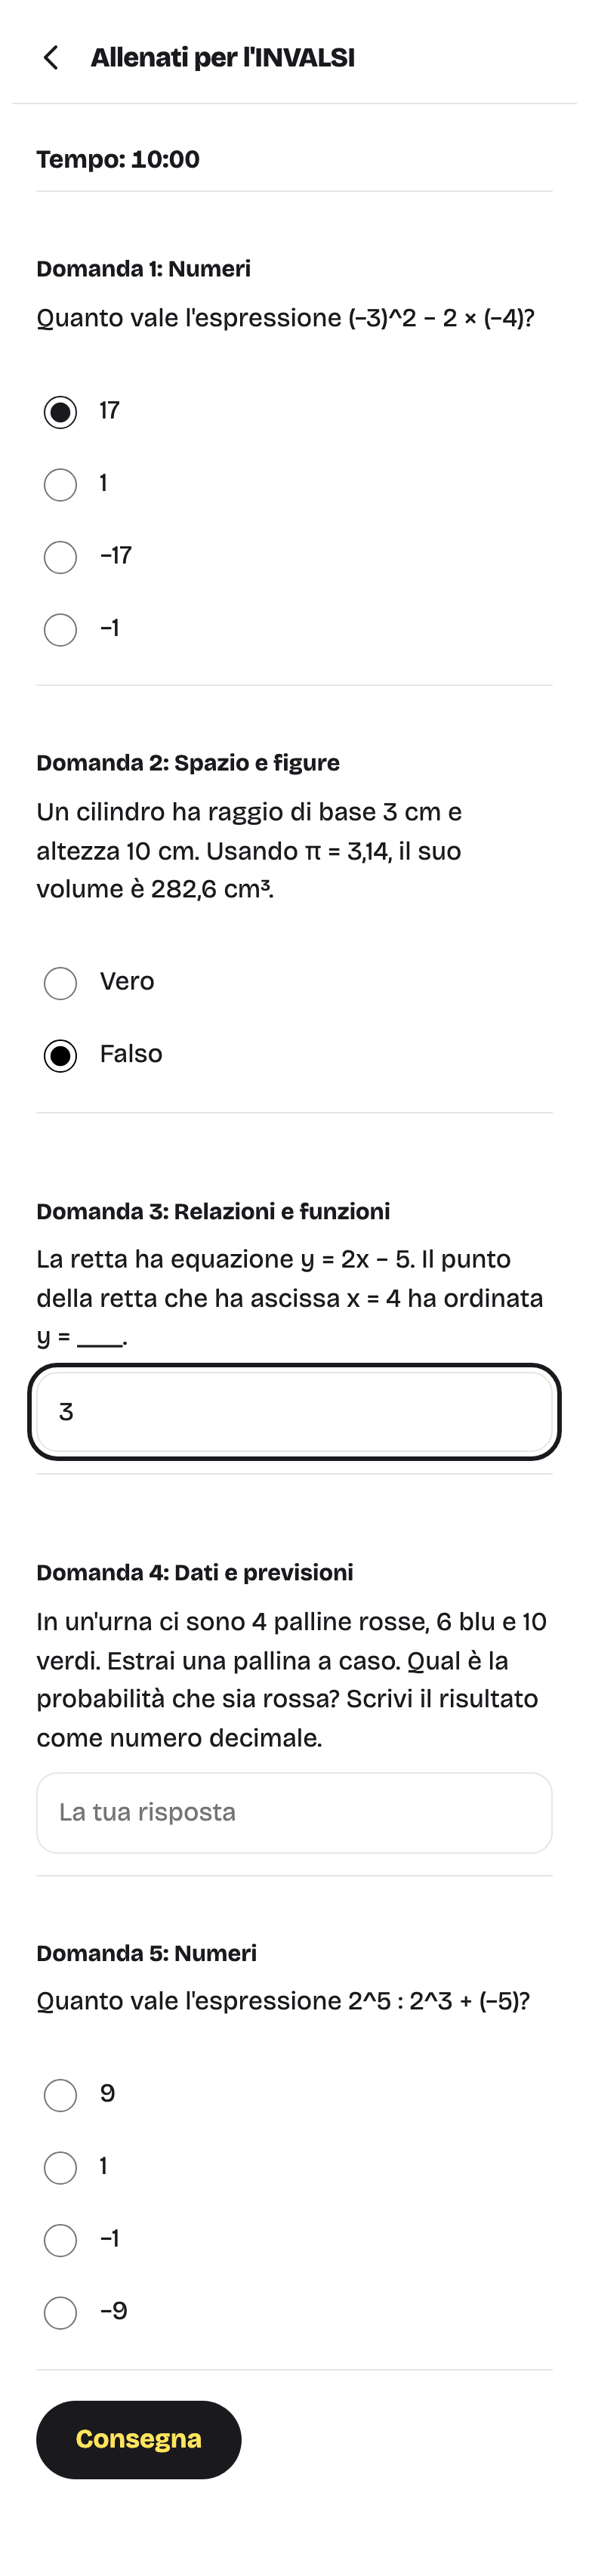 Allenati per l'INVALSI
Tempo: 10:00
Domanda 1: Numeri
Quanto vale l'espressione (−3)^2 − 2 × (−4)?
17
1
−17
−1
Domanda 2: Spazio e figure
Un cilindro ha raggio di base 3 cm e
altezza 10 cm. Usando π = 3,14, il suo
volume è 282,6 cm³.
Vero
Falso
Domanda 3: Relazioni e funzioni
La retta ha equazione y = 2x − 5. Il punto
della retta che ha ascissa x = 4 ha ordinata
y = ____.
3
Domanda 4: Dati e previsioni
In un'urna ci sono 4 palline rosse, 6 blu e 10
verdi. Estrai una pallina a caso. Qual è la
probabilità che sia rossa? Scrivi il risultato
come numero decimale.
La tua risposta
Domanda 5: Numeri
Quanto vale l'espressione 2^5 : 2^3 + (−5)?
9
1
−1
−9
Consegna